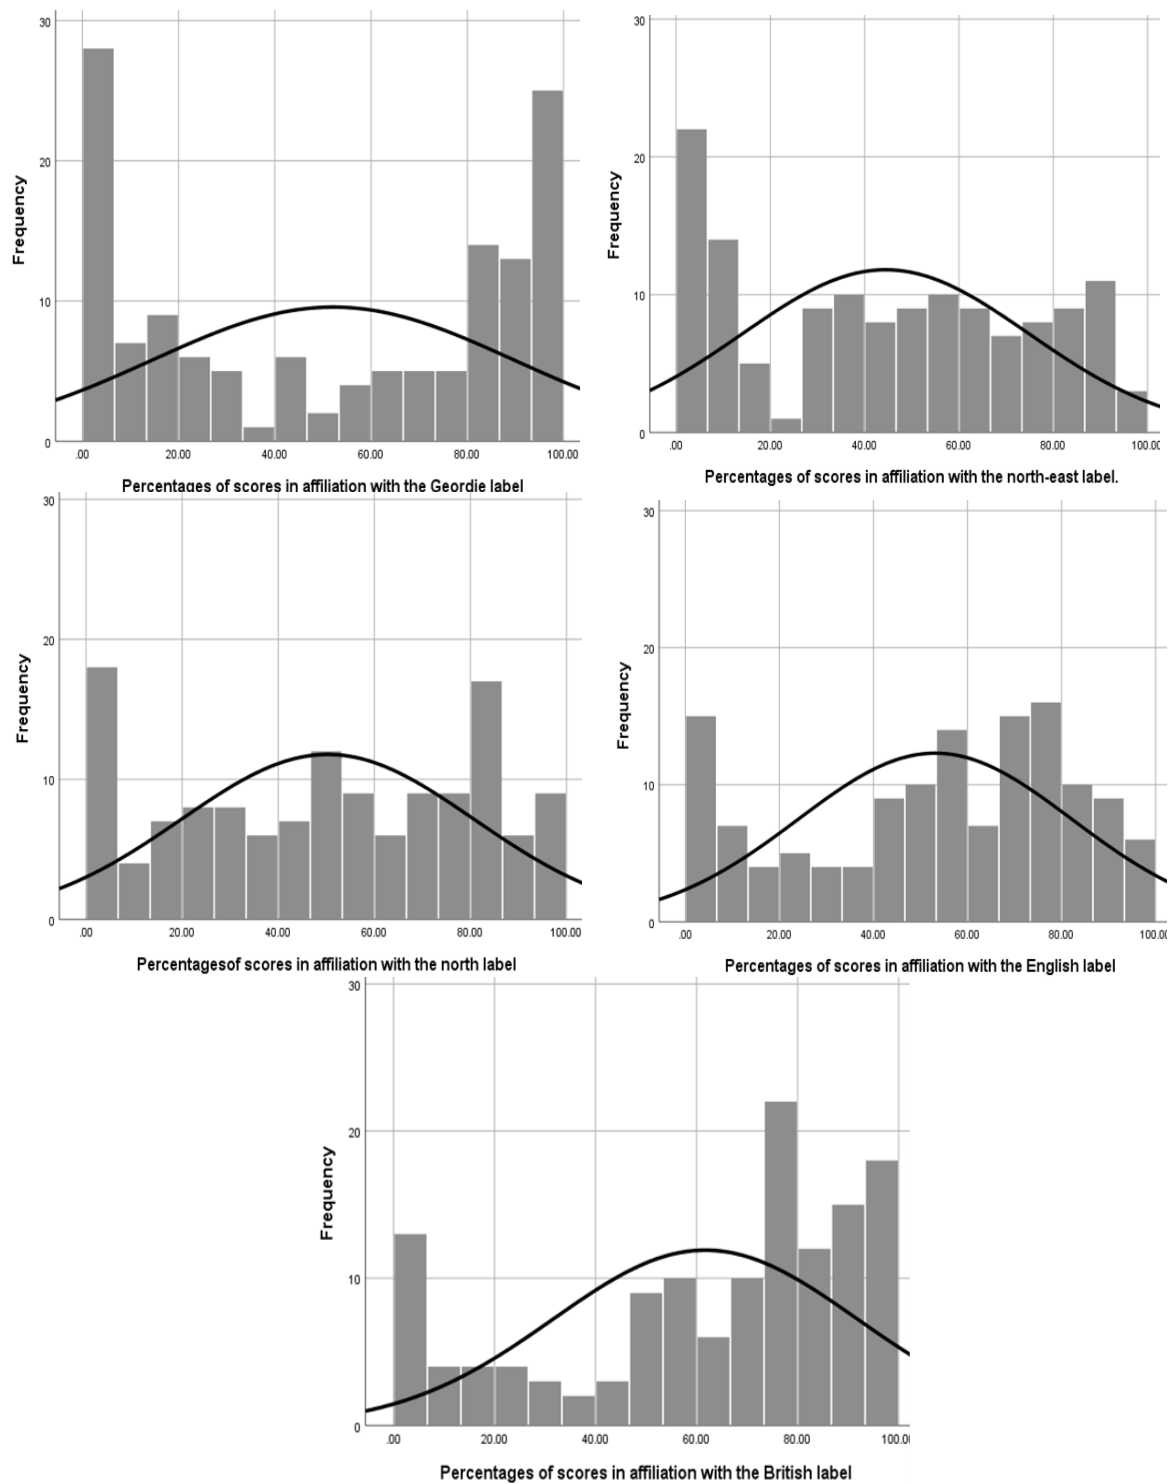 30
20
10
0
Frequency
.00 20.00 40.00 60.00 80.00 100.00
Percentages of scores in affiliation with the Geordie label
30
20
10
0
Frequency
.00 20.00 40.00 60.00 80.00 100.00
Percentages of scores in affiliation with the north-east label.
30
20
10
0
Frequency
.00 20.00 40.00 60.00 80.00 100.00
Percentagesof scores in affiliation with the north label
30
20
10
0
Frequency
.00 20.00 40.00 60.00 80.00 100.00
Percentages of scores in affiliation with the English label
30
20
10
0
Frequency
.00 20.00 40.00 60.00 80.00 100.00
Percentages of scores in affiliation with the British label